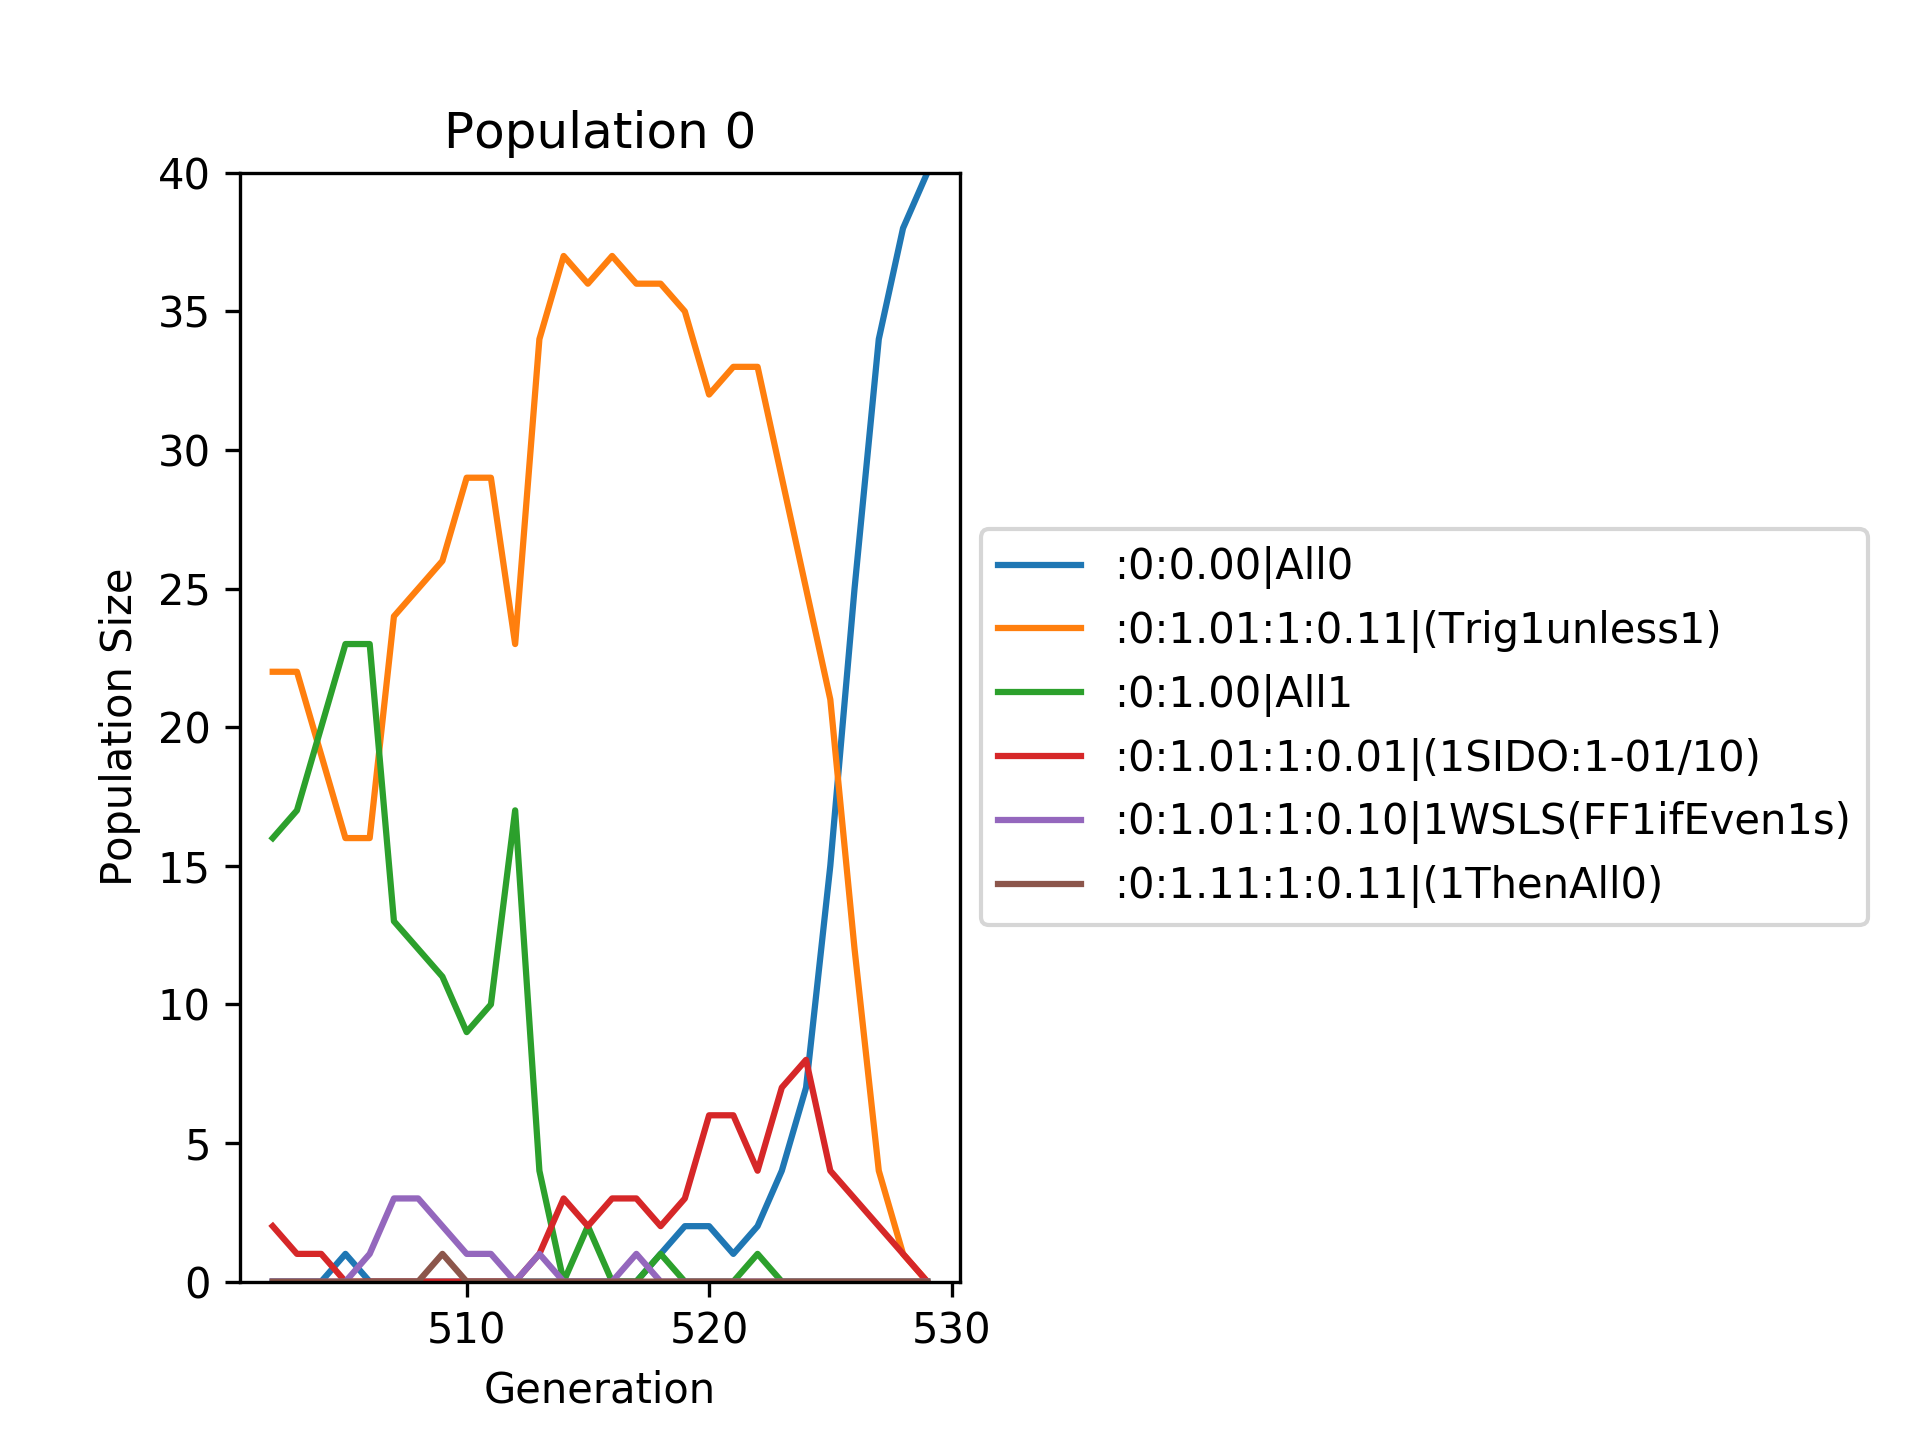 Population 0
40
35
30
25
20
15
10
5
0
Population Size
510 520 530
Generation
:0:0.00|All0
:0:1.01:1:0.11|(Trig1unless1)
:0:1.00|All1
:0:1.01:1:0.01|(1SIDO:1-01/10)
:0:1.01:1:0.10|1WSLS(FF1ifEven1s)
:0:1.11:1:0.11|(1ThenAll0)